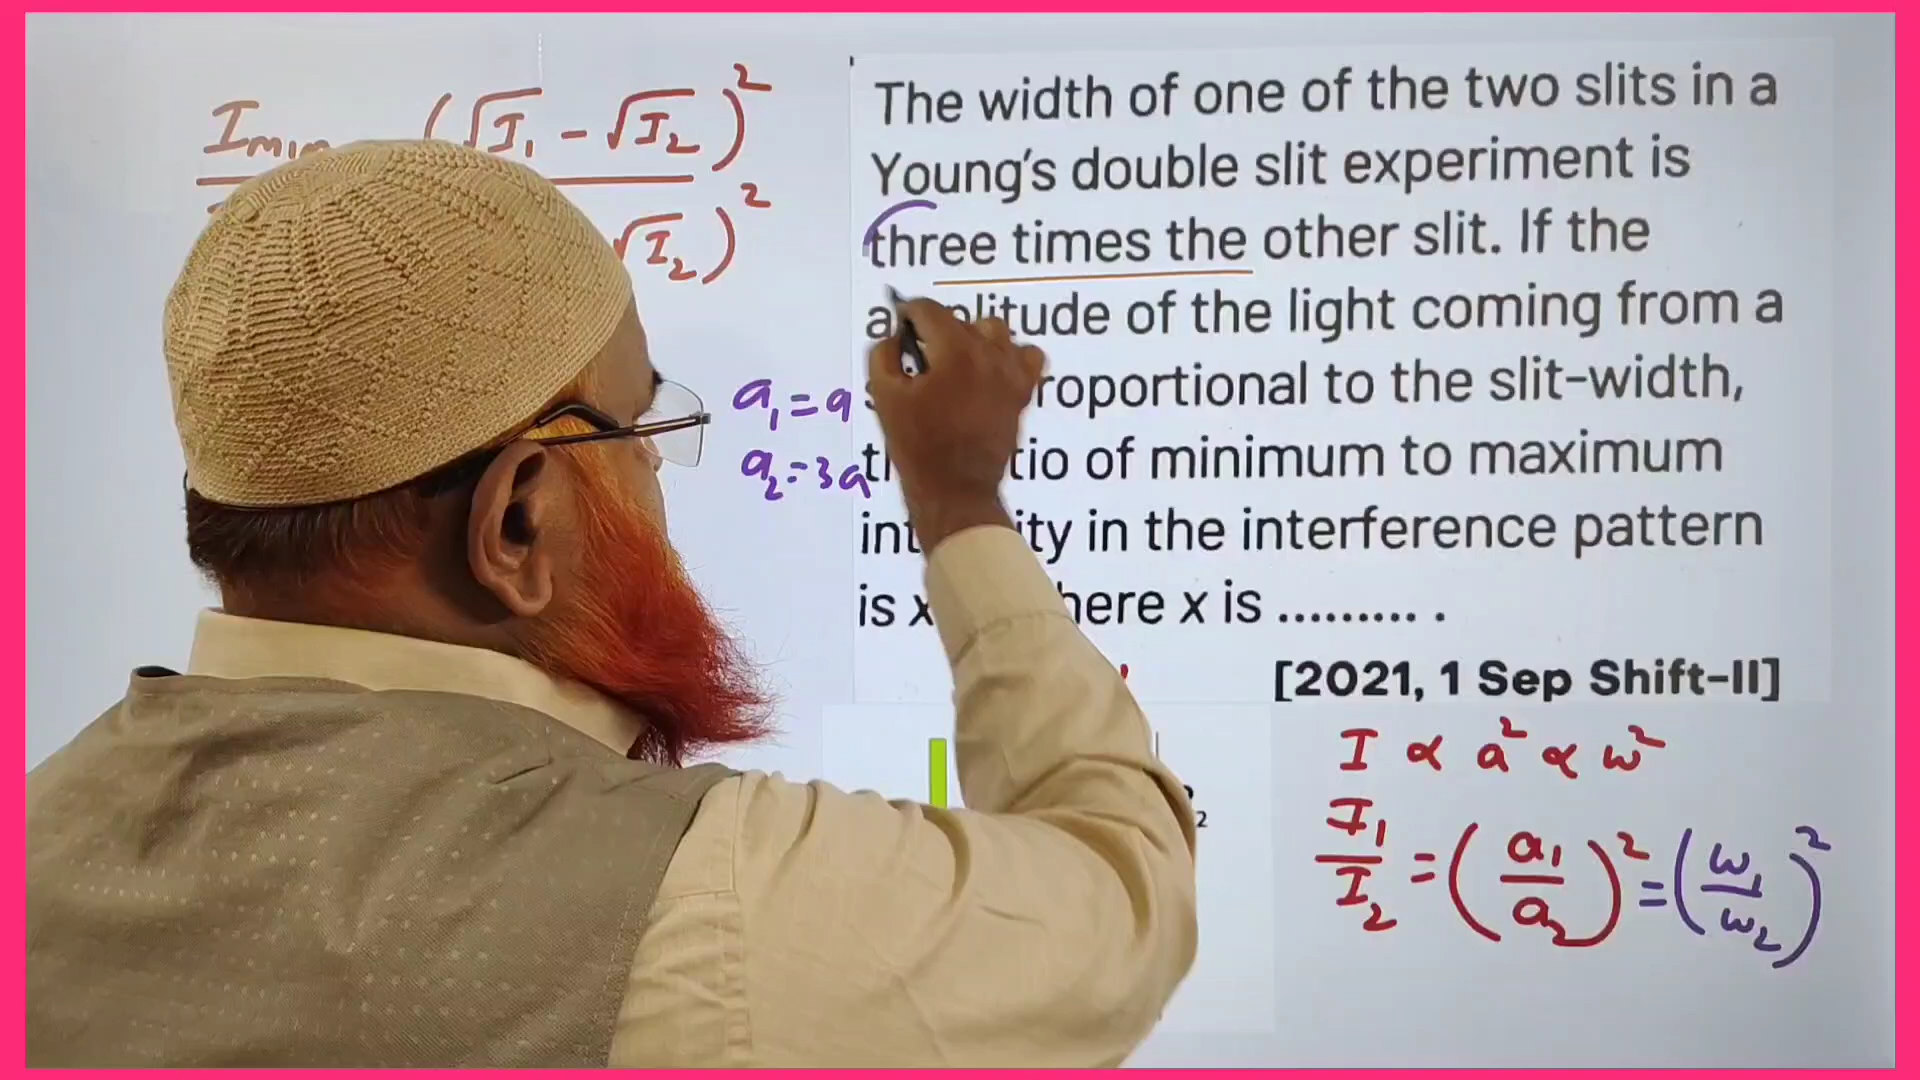 Imin (√I₁ - √I₂)²
√I₂)²
The width of one of the two slits in a
Young's double slit experiment is
three times the other slit. If the
amplitude of the light coming from a
a₁ = a
roportional to the slit-width,
a₂ = 3a
tio of minimum to maximum
ity in the interference pattern
is x here x is ......... .
[2021, 1 Sep Shift-II]
I ∝ a² ∝ w²
I₁/I₂ = (a₁/a₂)² = (w₁/w₂)²
2